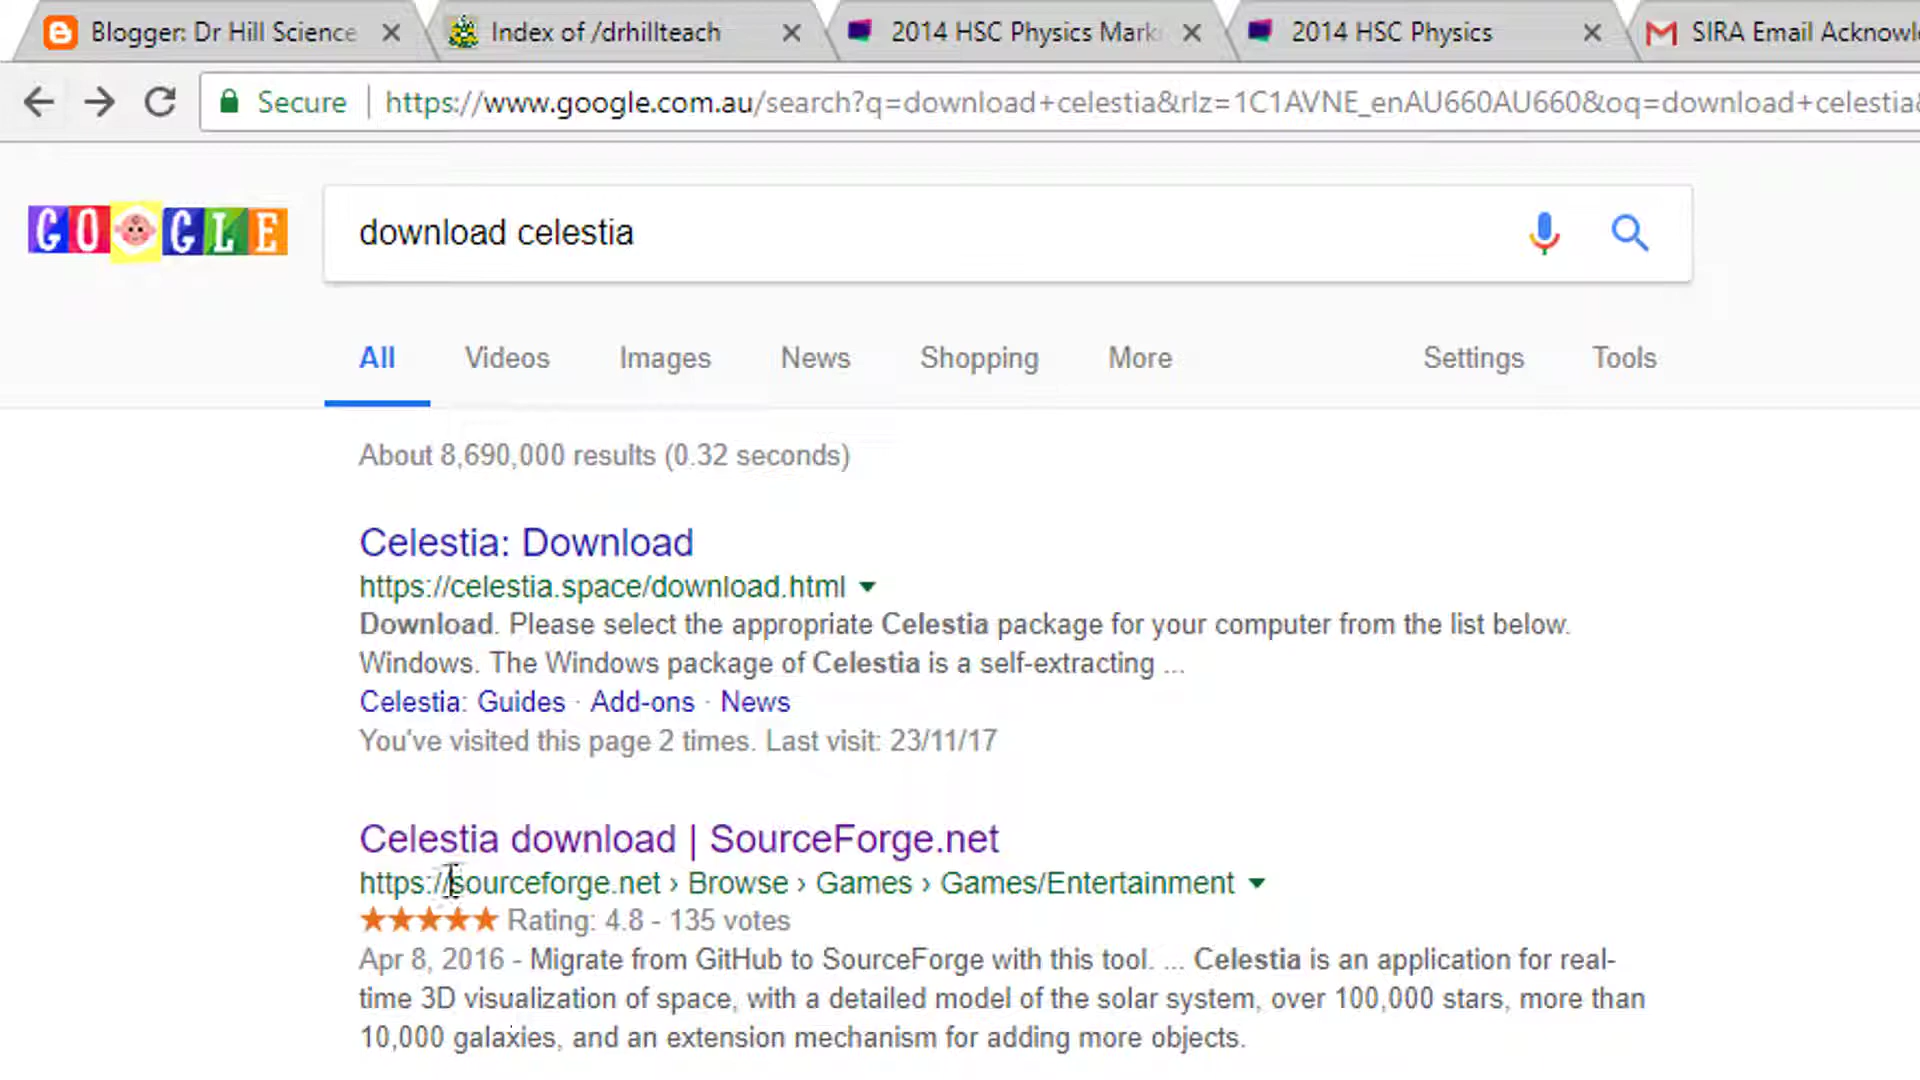 Blogger: Dr Hill Science
Index of /drhillteach
2014 HSC Physics Mark
2014 HSC Physics
SIRA Email Acknowl
Secure
https://www.google.com.au/search?q=download+celestia&rlz=1C1AVNE_enAU660AU660&oq=download+celestia&
GOOGLE
download celestia
All Videos Images News Shopping More Settings Tools
About 8,690,000 results (0.32 seconds)
Celestia: Download
https://celestia.space/download.html
Download. Please select the appropriate Celestia package for your computer from the list below.
Windows. The Windows package of Celestia is a self-extracting ...
Celestia: Guides · Add-ons · News
You've visited this page 2 times. Last visit: 23/11/17
Celestia download | SourceForge.net
https://sourceforge.net › Browse › Games › Games/Entertainment
Rating: 4.8 - 135 votes
Apr 8, 2016 - Migrate from GitHub to SourceForge with this tool. ... Celestia is an application for real-
time 3D visualization of space, with a detailed model of the solar system, over 100,000 stars, more than
10,000 galaxies, and an extension mechanism for adding more objects.